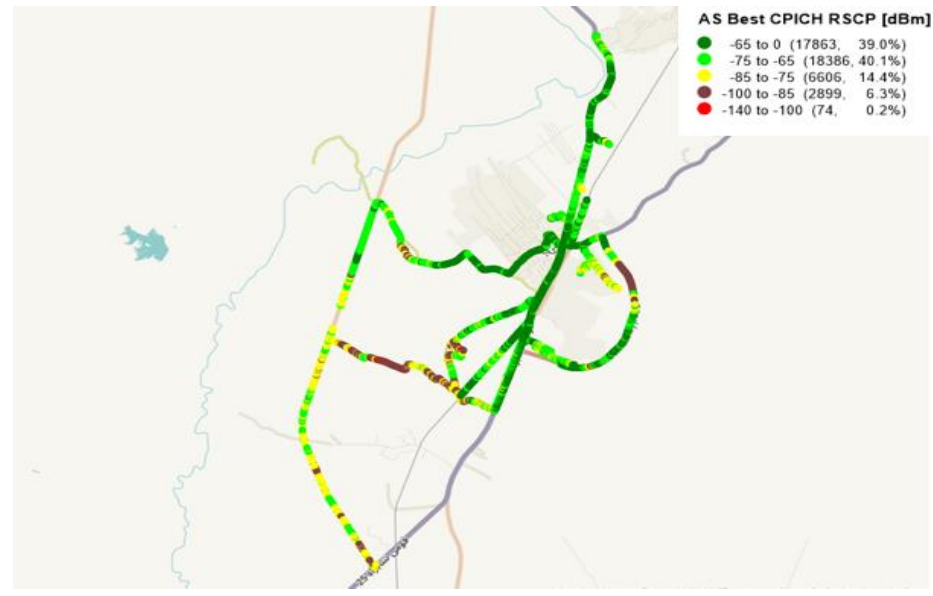 AS Best CPICH RSCP [dBm]
-65 to 0 (17863, 39.0%)
-75 to -65 (18386, 40.1%)
-85 to -75 (6606, 14.4%)
-100 to -85 (2899, 6.3%)
-140 to -100 (74, 0.2%)